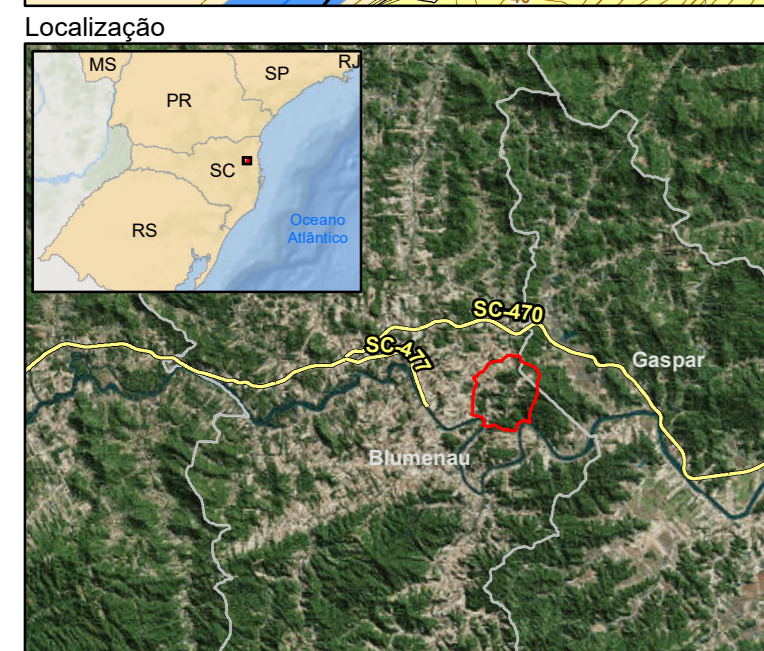 Localização
MS
SP
RJ
PR
SC
RS
Oceano
Atlântico
SC-470
SC-477
Gaspar
Blumenau